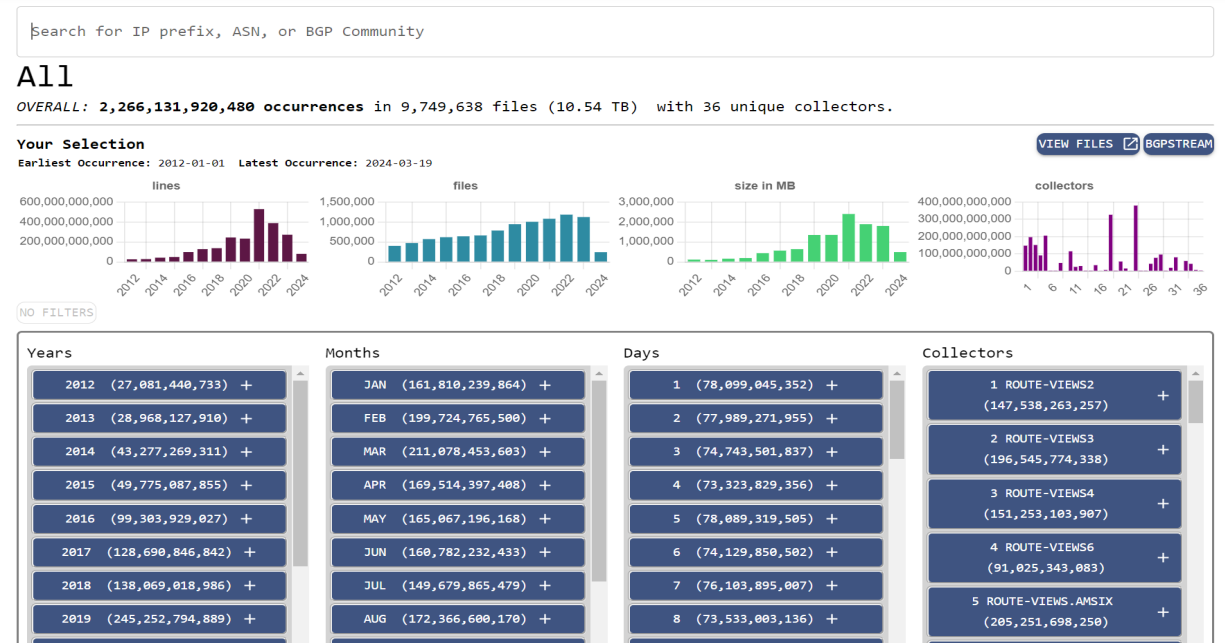 Search for IP prefix, ASN, or BGP Community
All
OVERALL: 2,266,131,920,480 occurrences in 9,749,638 files (10.54 TB) with 36 unique collectors.
Your Selection
VIEW FILES BGPSTREAM
Earliest Occurrence: 2012-01-01 Latest Occurrence: 2024-03-19
lines
600,000,000,000
400,000,000,000
200,000,000,000
0
2012 2014 2016 2018 2020 2022 2024
files
1,500,000
1,000,000
500,000
0
2012 2014 2016 2018 2020 2022 2024
size in MB
3,000,000
2,000,000
1,000,000
0
2012 2014 2016 2018 2020 2022 2024
collectors
400,000,000,000
300,000,000,000
200,000,000,000
100,000,000,000
0
1 6 11 16 21 26 31 36
NO FILTERS
Years
2012 (27,081,440,733) +
2013 (28,968,127,910) +
2014 (43,277,269,311) +
2015 (49,775,087,855) +
2016 (99,303,929,027) +
2017 (128,690,846,842) +
2018 (138,069,018,986) +
2019 (245,252,794,889) +
Months
JAN (161,810,239,864) +
FEB (199,724,765,500) +
MAR (211,078,453,603) +
APR (169,514,397,408) +
MAY (165,067,196,168) +
JUN (160,782,232,433) +
JUL (149,679,865,479) +
AUG (172,366,600,170) +
Days
1 (78,099,045,352) +
2 (77,989,271,955) +
3 (74,743,501,837) +
4 (73,323,829,356) +
5 (78,089,319,505) +
6 (74,129,850,502) +
7 (76,103,895,007) +
8 (73,533,003,136) +
Collectors
1 ROUTE-VIEWS2
(147,538,263,257) +
2 ROUTE-VIEWS3
(196,545,774,338) +
3 ROUTE-VIEWS4
(151,253,103,907) +
4 ROUTE-VIEWS6
(91,025,343,083) +
5 ROUTE-VIEWS.AMSIX
(205,251,698,250) +